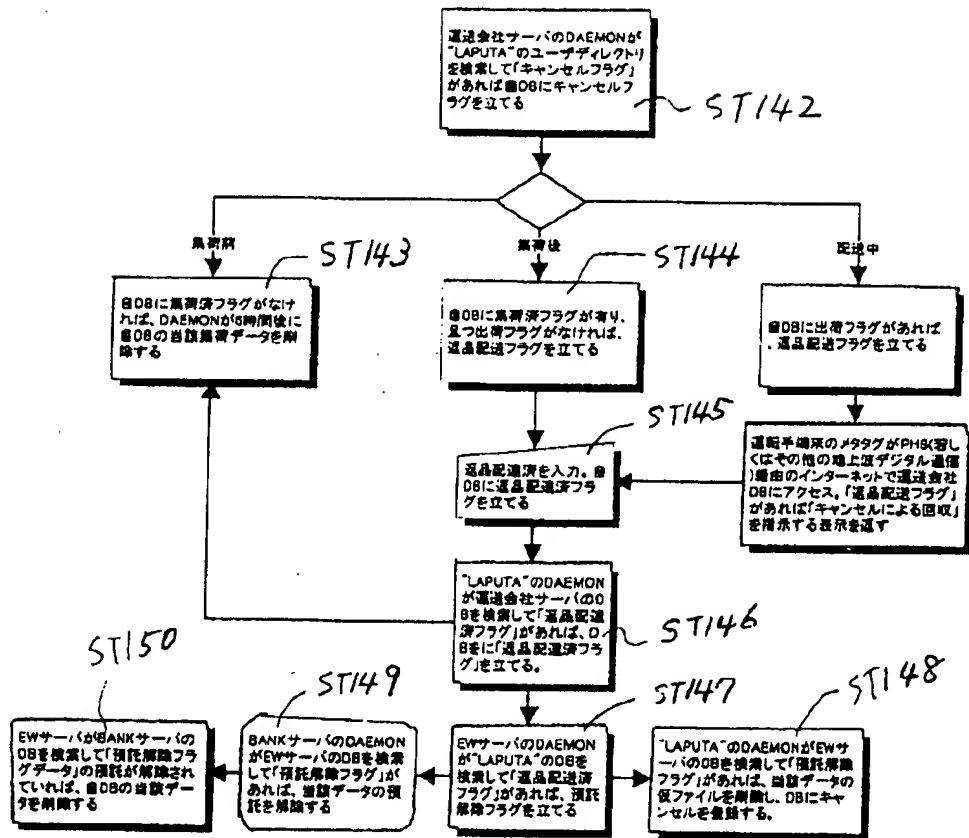 運送会社サーバのDAEMONが
"LAPUTA"のユーザディレクトリ
を検索して「キャンセルフラグ」
があれば自DBにキャンセルフ
ラグを立てる
ST142
集荷前
ST143
集荷後
ST144
配送中
自DBに集荷済フラグがなけ
れば、DAEMONが6時間後に
自DBの当該集荷データを削
除する
自DBに集荷済フラグが有り、
且つ出荷フラグがなければ、
返品配送フラグを立てる
自DBに出荷フラグがあれば
、返品配送フラグを立てる
ST145
返品配達済を入力。自
DBに返品配達済フラ
グを立てる
運転手端末のメタタグがPHS(若し
くはその他の地上波デジタル通信
)経由のインターネットで運送会社
DBにアクセス。「返品配送フラグ」
があれば「キャンセルによる回収」
を指示する表示を返す
"LAPUTA"のDAEMON
が運送会社サーバのD
Bを検索して「返品配達
済フラグ」があれば、D
Bをに「返品配達済フラ
グ」を立てる。
ST146
ST150
ST149
ST147
ST148
EWサーバがBANKサーバの
DBを検索して「預託解除フラ
グデータ」の預託が解除され
ていれば、自DBの当該デー
タを削除する
BANKサーバのDAEMON
がEWサーバのDBを検索
して「預託解除フラグ」が
あれば、当該データの預
託を解除する
EWサーバのDAEMON
が"LAPUTA"のDBを
検索して「返品配送済
フラグ」があれば、預託
解除フラグを立てる
"LAPUTA"のDAEMONがEWサ
ーバのDBを検索して「預託解除
フラグ」があれば、当該データの
仮ファイルを削除し、DBにキャ
ンセルを登録する。